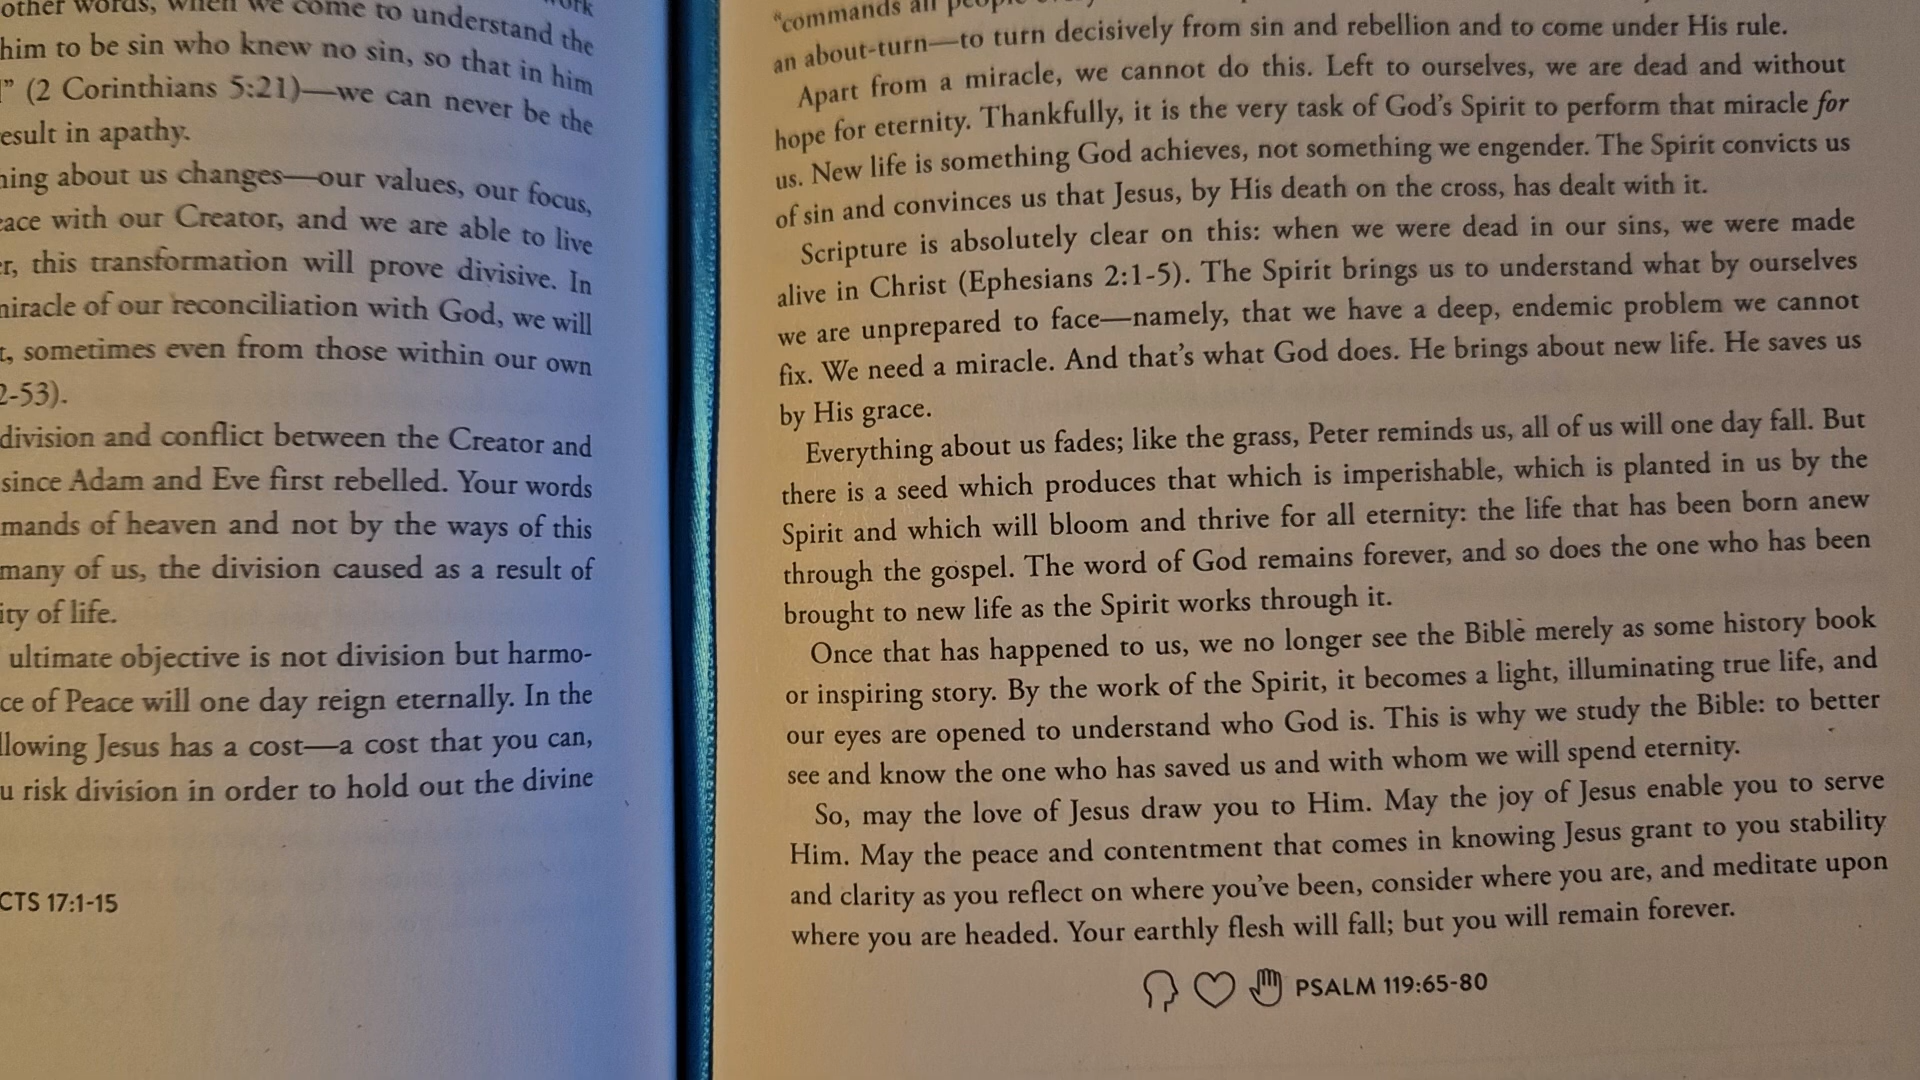 other words, when we come to understand the
him to be sin who knew no sin, so that in him
” (2 Corinthians 5:21)—we can never be the
esult in apathy.
ing about us changes—our values, our focus,
ace with our Creator, and we are able to live
r, this transformation will prove divisive. In
miracle of our reconciliation with God, we will
t, sometimes even from those within our own
2-53).
division and conflict between the Creator and
since Adam and Eve first rebelled. Your words
mands of heaven and not by the ways of this
many of us, the division caused as a result of
ity of life.
ultimate objective is not division but harmo-
ce of Peace will one day reign eternally. In the
llowing Jesus has a cost—a cost that you can,
u risk division in order to hold out the divine
CTS 17:1-15
“commands all
an about-turn—to turn decisively from sin and rebellion and to come under His rule.
Apart from a miracle, we cannot do this. Left to ourselves, we are dead and without
hope for eternity. Thankfully, it is the very task of God’s Spirit to perform that miracle for
us. New life is something God achieves, not something we engender. The Spirit convicts us
of sin and convinces us that Jesus, by His death on the cross, has dealt with it.
Scripture is absolutely clear on this: when we were dead in our sins, we were made
alive in Christ (Ephesians 2:1-5). The Spirit brings us to understand what by ourselves
we are unprepared to face—namely, that we have a deep, endemic problem we cannot
fix. We need a miracle. And that’s what God does. He brings about new life. He saves us
by His grace.
Everything about us fades; like the grass, Peter reminds us, all of us will one day fall. But
there is a seed which produces that which is imperishable, which is planted in us by the
Spirit and which will bloom and thrive for all eternity: the life that has been born anew
through the gospel. The word of God remains forever, and so does the one who has been
brought to new life as the Spirit works through it.
Once that has happened to us, we no longer see the Bible merely as some history book
or inspiring story. By the work of the Spirit, it becomes a light, illuminating true life, and
our eyes are opened to understand who God is. This is why we study the Bible: to better
see and know the one who has saved us and with whom we will spend eternity.
So, may the love of Jesus draw you to Him. May the joy of Jesus enable you to serve
Him. May the peace and contentment that comes in knowing Jesus grant to you stability
and clarity as you reflect on where you’ve been, consider where you are, and meditate upon
where you are headed. Your earthly flesh will fall; but you will remain forever.
PSALM 119:65-80